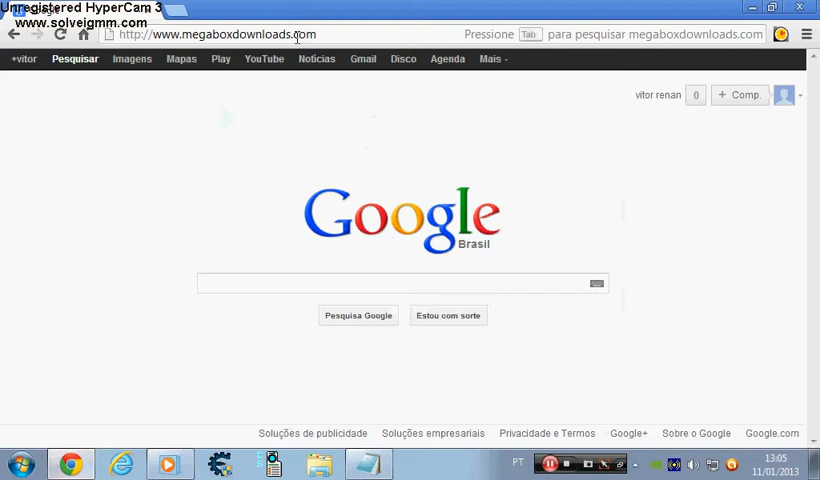 Unregistered HyperCam 3
www.solveigmm.com
http://www.megaboxdownloads.com Pressione Tab para pesquisar megaboxdownloads.com
+vitor Pesquisar Imagens Mapas Play YouTube Notícias Gmail Disco Agenda Mais
vitor renan 0 + Comp.
Google
Brasil
Pesquisa Google Estou com sorte
Soluções de publicidade Soluções empresariais Privacidade e Termos Google+ Sobre o Google Google.com
PT
13:05
11/01/2013